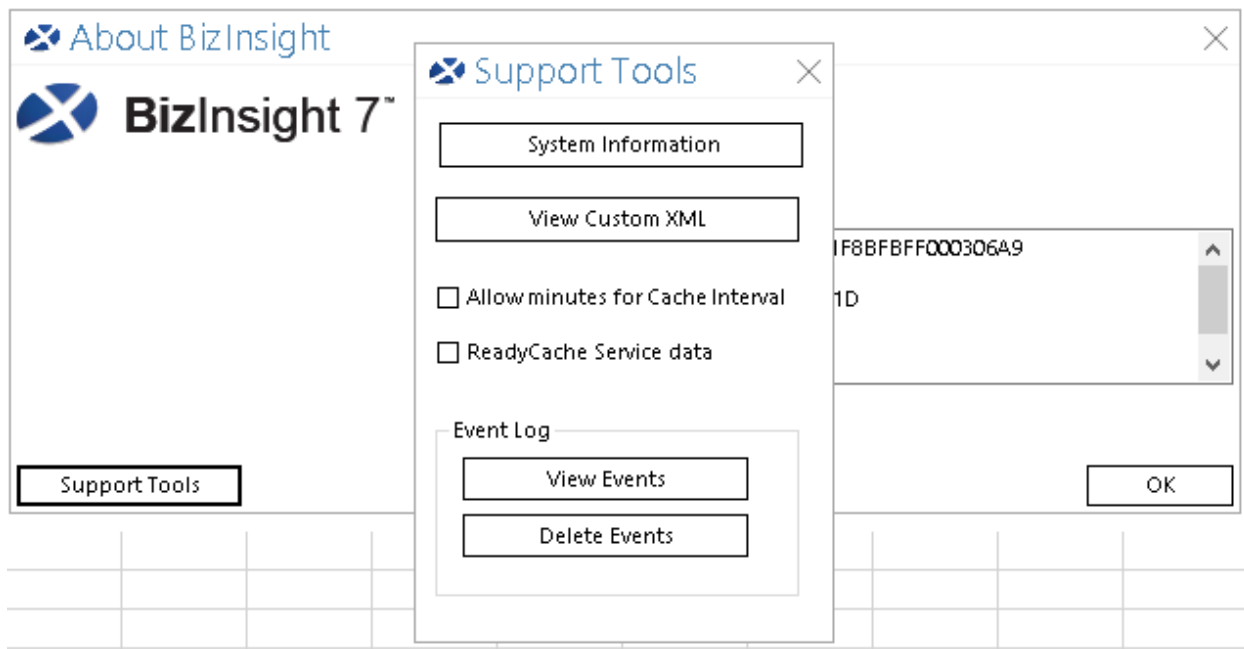 About BizInsight
BizInsight 7™
Support Tools
System Information
View Custom XML
Allow minutes for Cache Interval
ReadyCache Service data
Event Log
View Events
Delete Events
IF8BFBFF000306A9
1D
Support Tools
OK